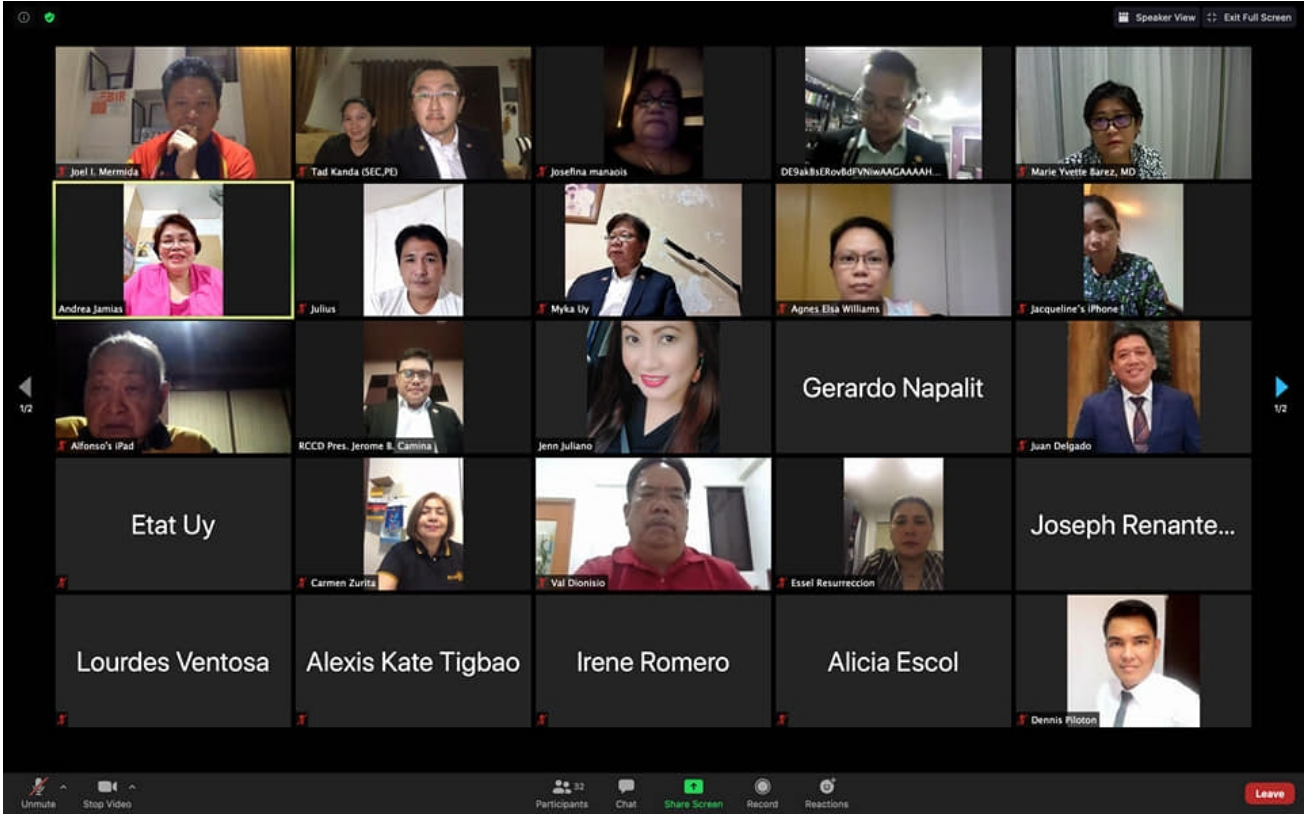 Speaker View
Exit Full Screen
FBIR
Joel I. Mermida
Tad Kanda (SEC,PE)
Josefina manaois
DE9akBsERovBdFVNiwAAGAAAAH...
Marie Yvette Barez, MD
Andrea Jamias
Julius
Myka Uy
Agnes Elsa Williams
Jacqueline's iPhone
1/2
Alfonso's iPad
RCCD Pres. Jerome B. Camina
Jenn Juliano
Gerardo Napalit
Juan Delgado
1/2
Etat Uy
Carmen Zurita
Val Dionisio
Essel Resurreccion
Joseph Renante...
Lourdes Ventosa
Alexis Kate Tigbao
Irene Romero
Alicia Escol
Dennis Piloton
Unmute
Stop Video
32
Participants
Chat
Share Screen
Record
Reactions
Leave